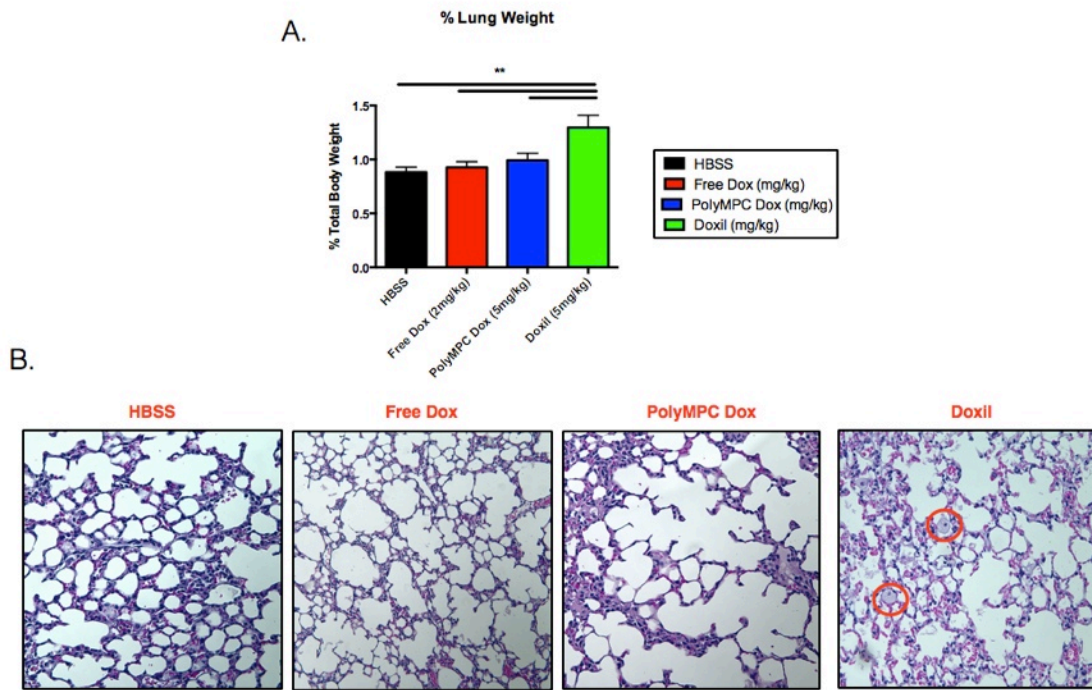 % Lung Weight
A.
**
% Total Body Weight
1.5
1.0
0.5
0.0
HBSS
Free Dox (2mg/kg)
PolyMPC Dox (5mg/kg)
Doxil (5mg/kg)
HBSS
Free Dox (mg/kg)
PolyMPC Dox (mg/kg)
Doxil (mg/kg)
B.
HBSS
Free Dox
PolyMPC Dox
Doxil